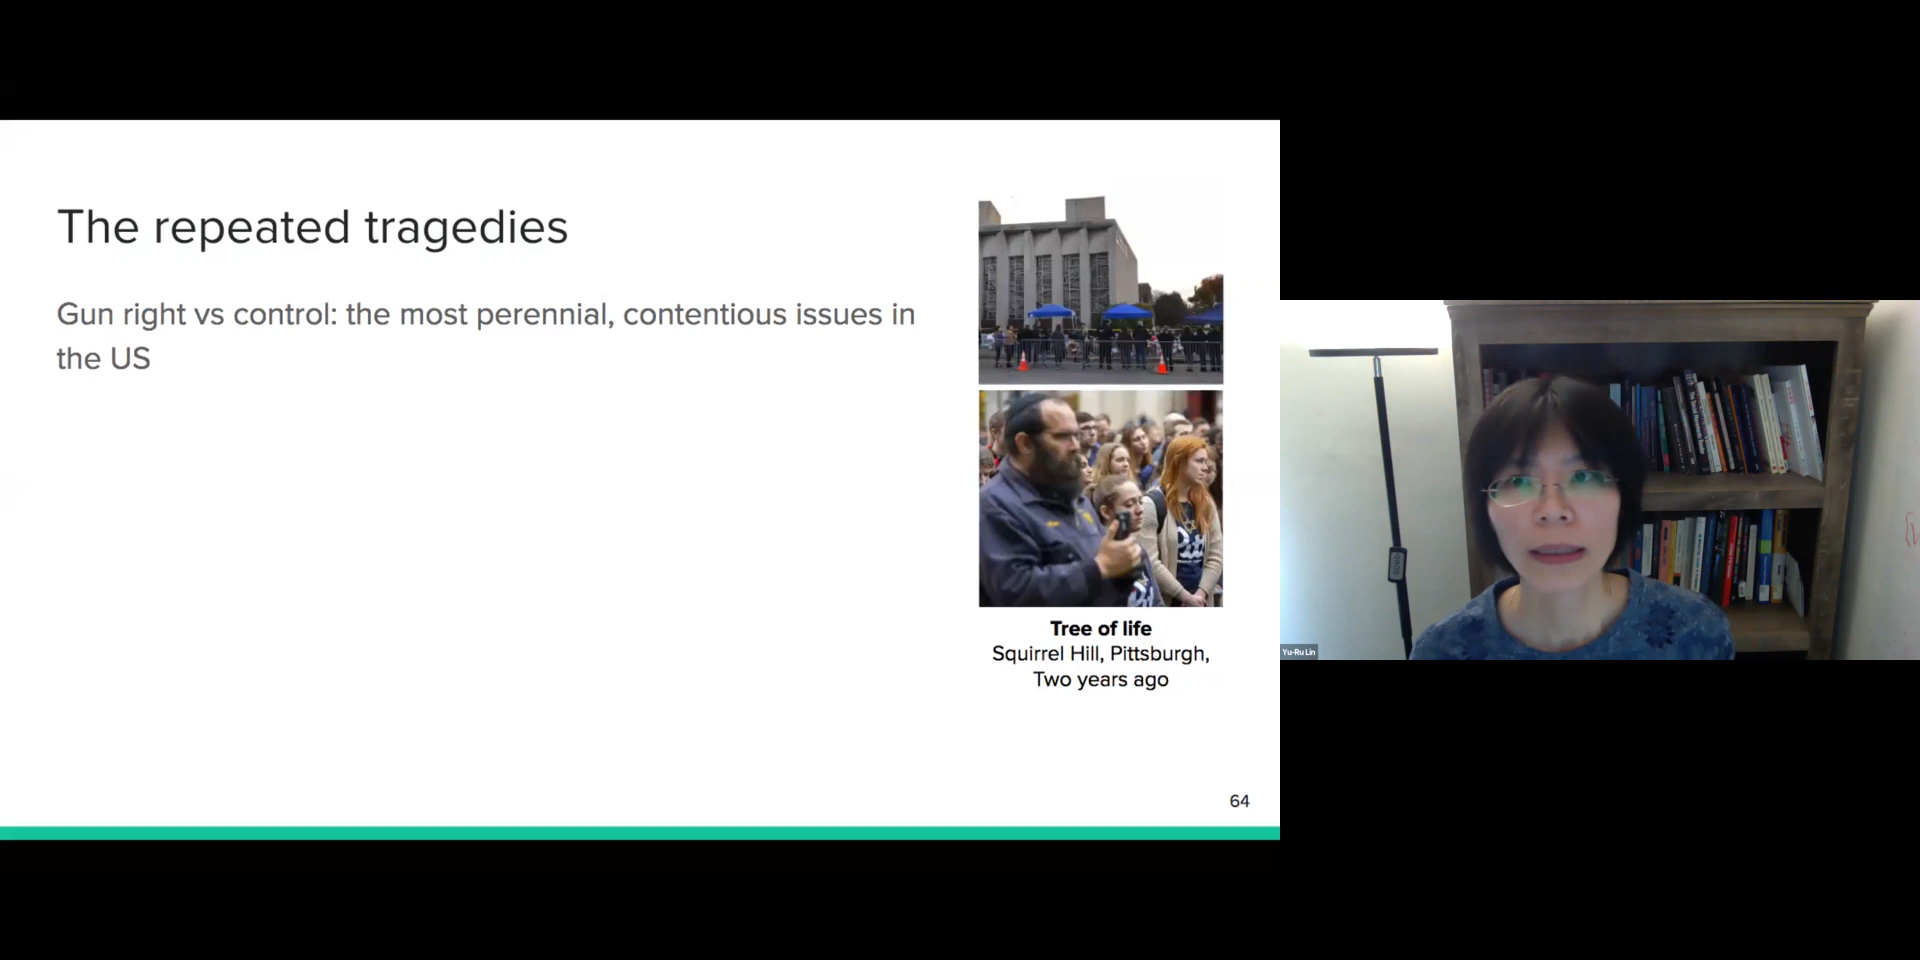 The repeated tragedies
Gun right vs control: the most perennial, contentious issues in
the US
Tree of life
Squirrel Hill, Pittsburgh,
Two years ago
64
Yu-Ru Lin